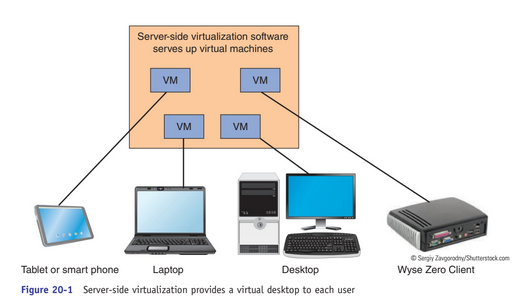 Server-side virtualization software
serves up virtual machines
VM
VM
VM
VM
© Sergiy Zavgorodny/Shutterstock.com
Tablet or smart phone
Laptop
Desktop
Wyse Zero Client
Figure 20-1 Server-side virtualization provides a virtual desktop to each user